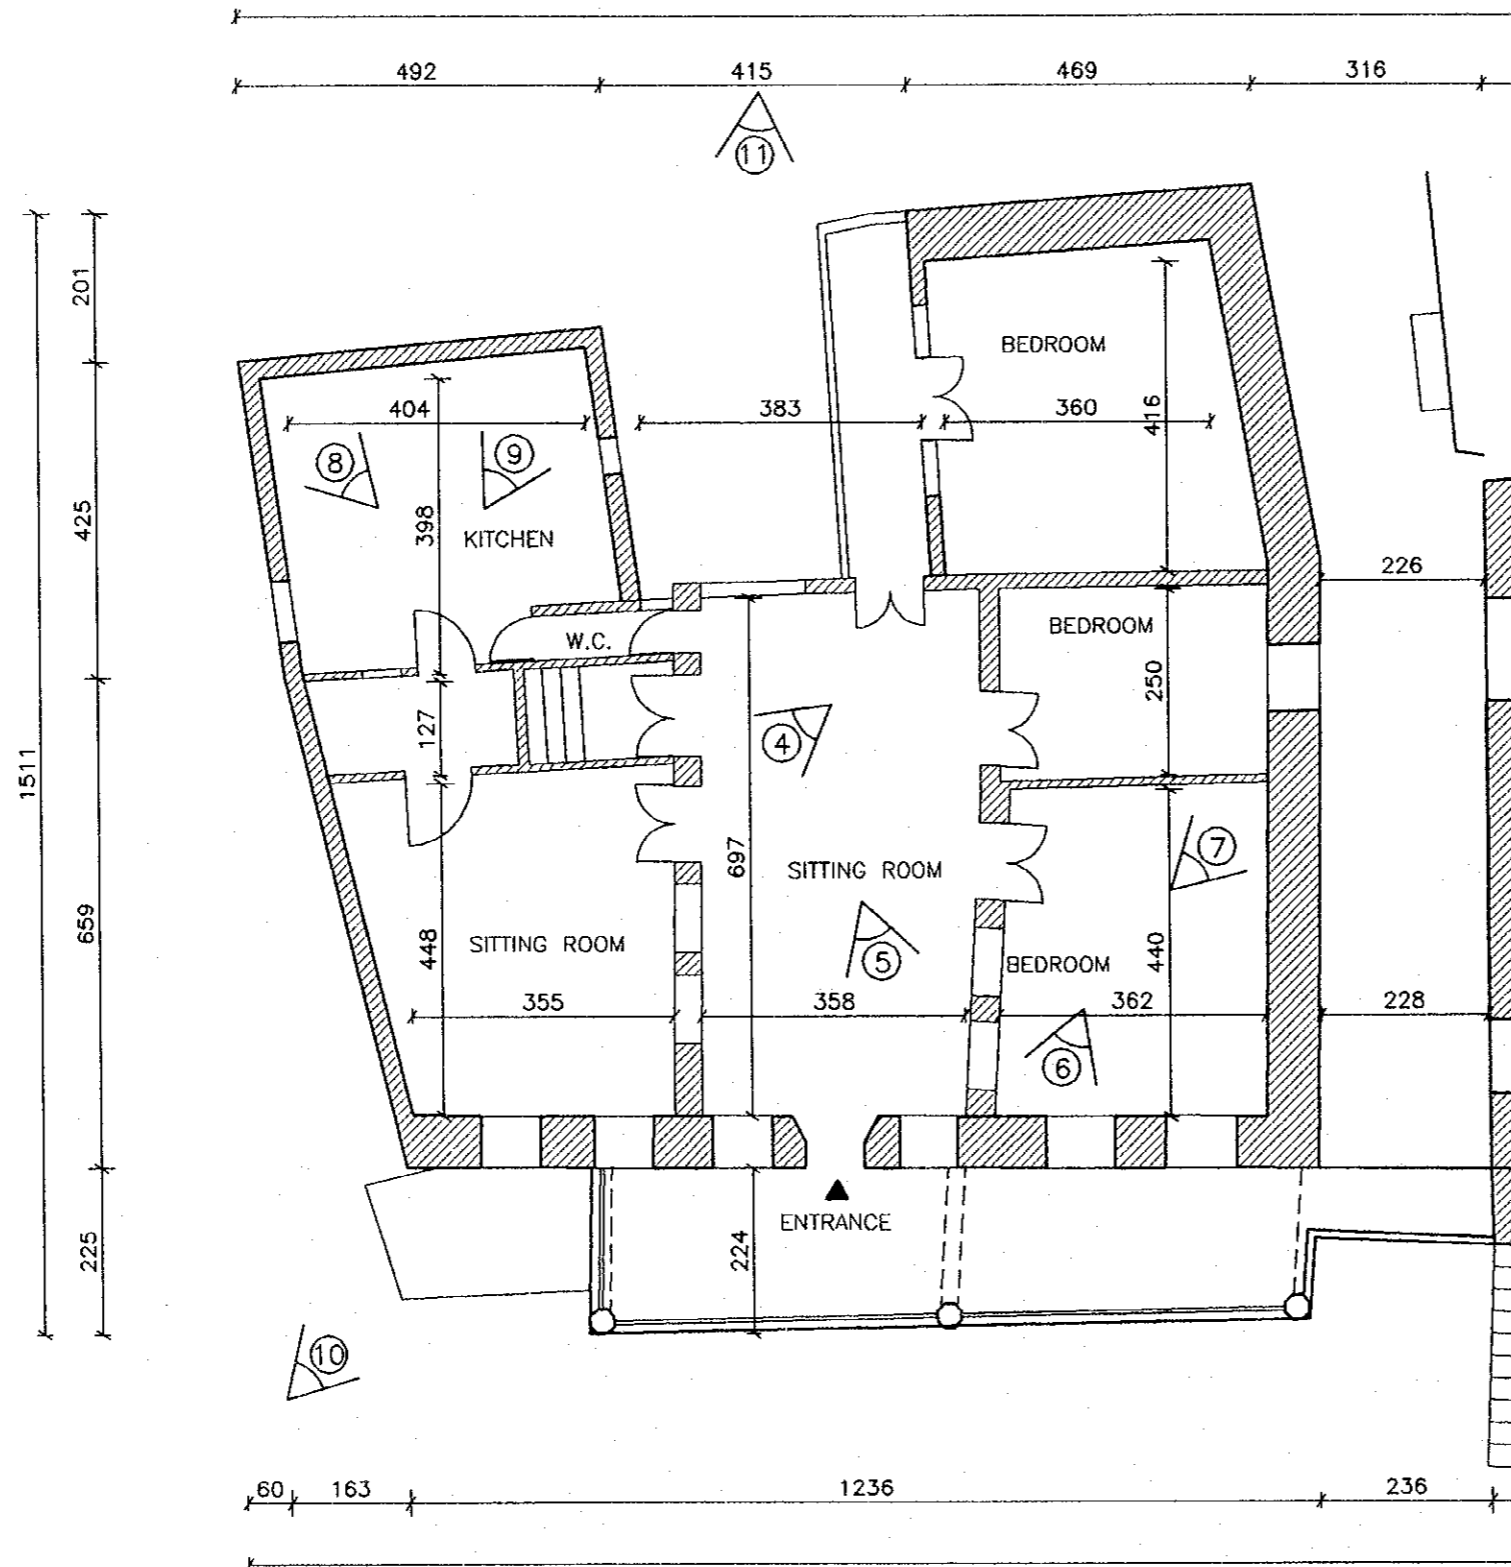 492 415 469 316
11
201
BEDROOM
404 383 360 416
8 9
425 398 KITCHEN
226
W.C. BEDROOM
250
127 4
1511
7
697 SITTING ROOM
659 448 SITTING ROOM 5 BEDROOM 440
355 358 362 228
6
ENTRANCE
225 224
10
60 163 1236 236